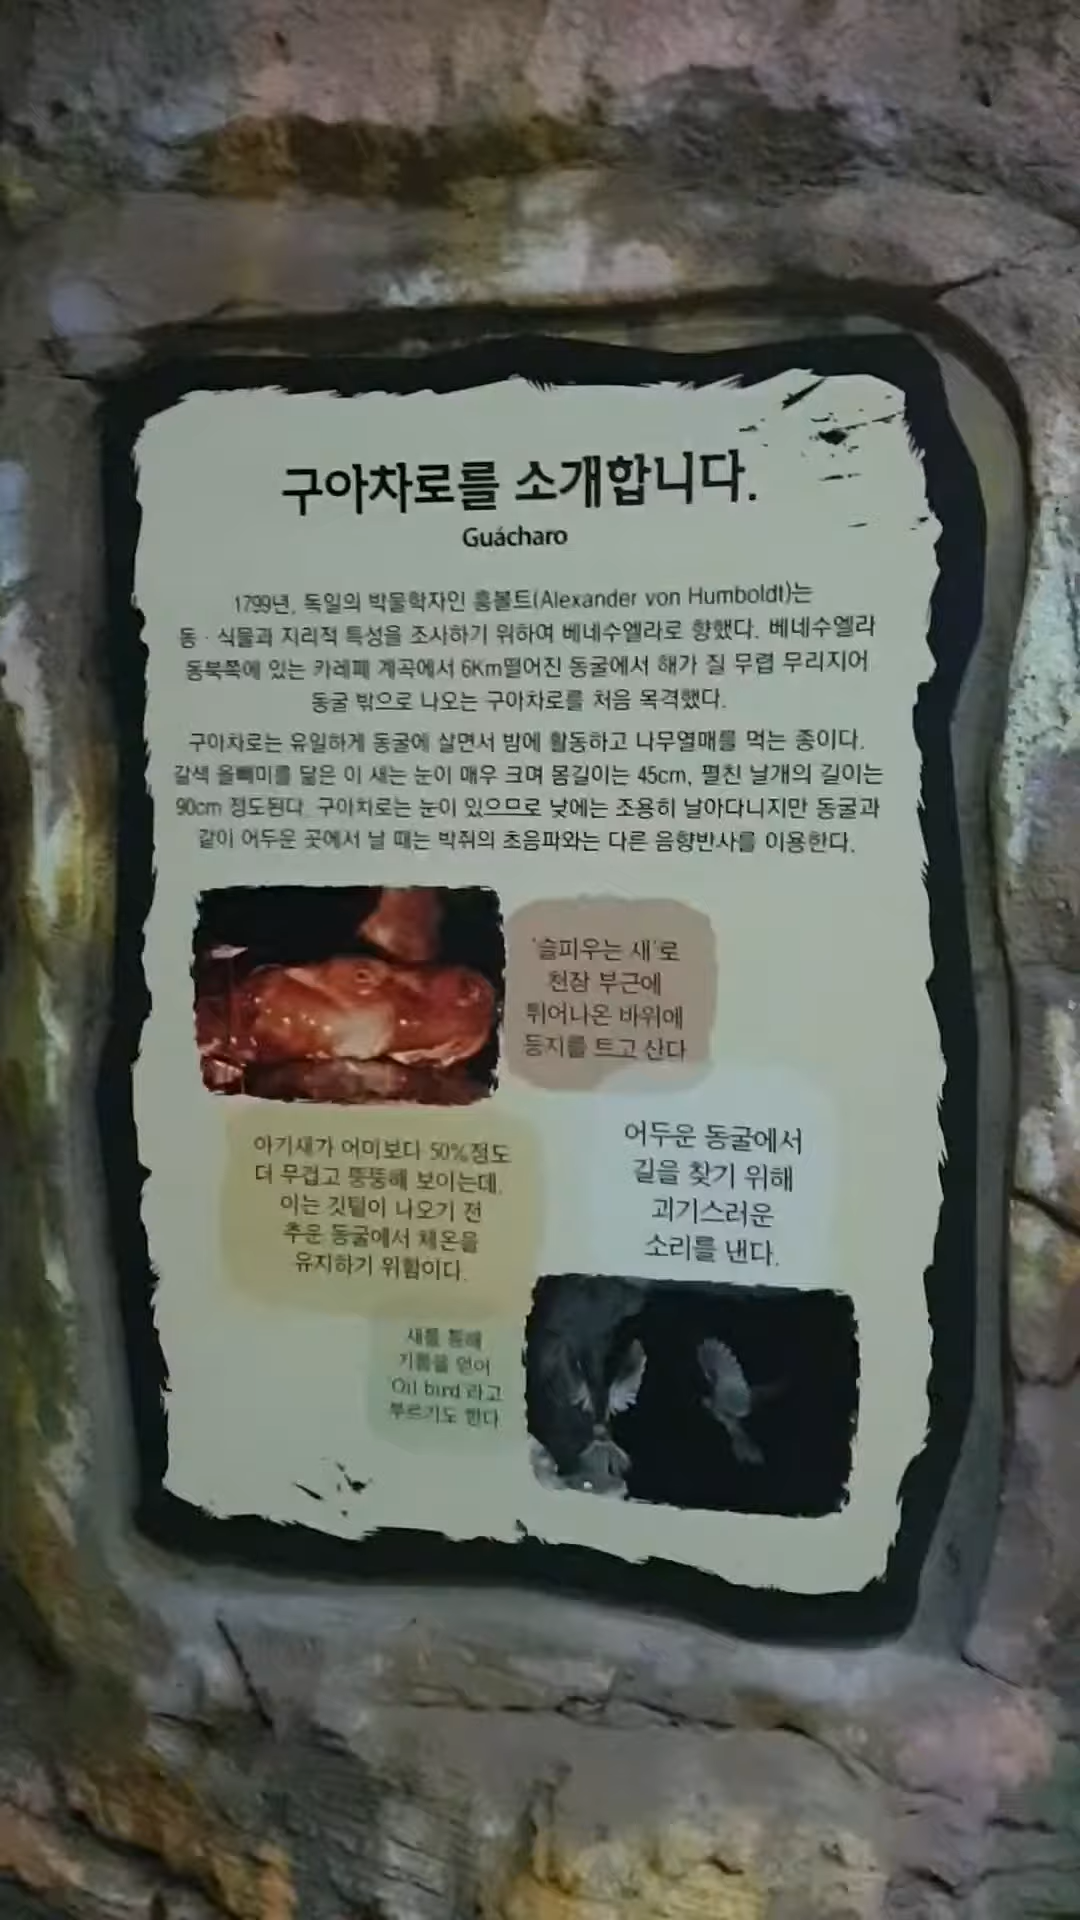 구아차로를 소개합니다.
Guácharo
1799년, 독일의 박물학자인 훔볼트(Alexander von Humboldt)는
동 · 식물과 지리적 특성을 조사하기 위하여 베네수엘라로 향했다. 베네수엘라
동북쪽에 있는 카레페 계곡에서 6Km떨어진 동굴에서 해가 질 무렵 무리지어
동굴 밖으로 나오는 구아차로를 처음 목격했다.
구아차로는 유일하게 동굴에 살면서 밤에 활동하고 나무열매를 먹는 종이다.
갈색 올빼미를 닮은 이 새는 눈이 매우 크며 몸길이는 45cm, 펼친 날개의 길이는
90cm 정도된다. 구아차로는 눈이 있으므로 낮에는 조용히 날아다니지만 동굴과
같이 어두운 곳에서 날 때는 박쥐의 초음파와는 다른 음향반사를 이용한다.
'슬피우는 새'로
천장 부근에
튀어나온 바위에
둥지를 트고 산다
아기새가 어미보다 50%정도
더 무겁고 뚱뚱해 보이는데,
이는 깃털이 나오기 전
추운 동굴에서 체온을
유지하기 위함이다.
어두운 동굴에서
길을 찾기 위해
괴기스러운
소리를 낸다.
새를 통해
기름을 얻어
'Oil bird'라고
부르기도 한다